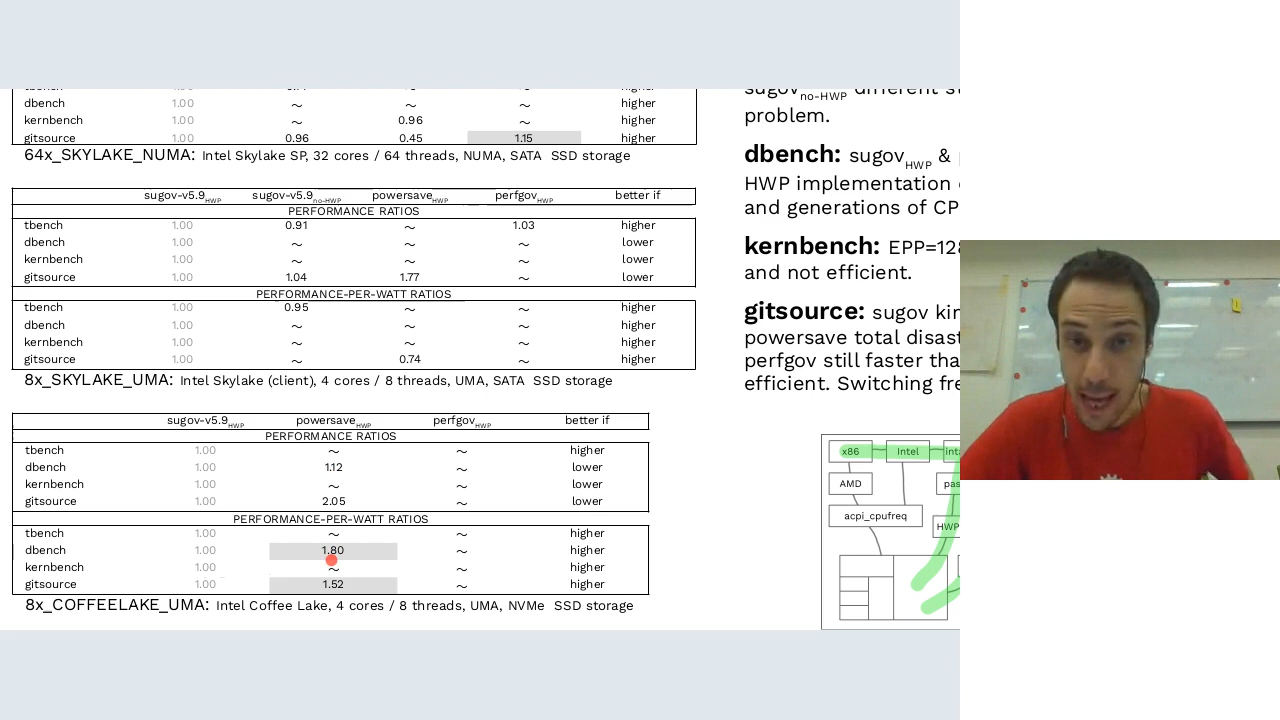 dbench 1.00 ~ ~ ~ higher
kernbench 1.00 ~ 0.96 ~ higher
gitsource 1.00 0.96 0.45 1.15 higher
64x_SKYLAKE_NUMA: Intel Skylake SP, 32 cores / 64 threads, NUMA, SATA SSD storage
sugov-v5.9HWP sugov-v5.9no-HWP powersaveHWP perfgovHWP better if
PERFORMANCE RATIOS
tbench 1.00 0.91 ~ 1.03 higher
dbench 1.00 ~ ~ ~ lower
kernbench 1.00 ~ ~ ~ lower
gitsource 1.00 1.04 1.77 ~ lower
PERFORMANCE-PER-WATT RATIOS
tbench 1.00 0.95 ~ ~ higher
dbench 1.00 ~ ~ ~ higher
kernbench 1.00 ~ ~ ~ higher
gitsource 1.00 ~ 0.74 ~ higher
8x_SKYLAKE_UMA: Intel Skylake (client), 4 cores / 8 threads, UMA, SATA SSD storage
sugov-v5.9HWP powersaveHWP perfgovHWP better if
PERFORMANCE RATIOS
tbench 1.00 ~ ~ higher
dbench 1.00 1.12 ~ lower
kernbench 1.00 ~ ~ lower
gitsource 1.00 2.05 ~ lower
PERFORMANCE-PER-WATT RATIOS
tbench 1.00 ~ ~ higher
dbench 1.00 1.80 ~ higher
kernbench 1.00 ~ ~ higher
gitsource 1.00 1.52 ~ higher
8x_COFFEELAKE_UMA: Intel Coffee Lake, 4 cores / 8 threads, UMA, NVMe SSD storage
sugovno-HWP different
problem.
dbench: sugovHWP &
HWP implementation
and generations of
kernbench:
and not efficient.
gitsource: sugov
powersave total
perfgov still faster
efficient. Switching
x86 Intel
AMD
acpi_cpufreq
HWP